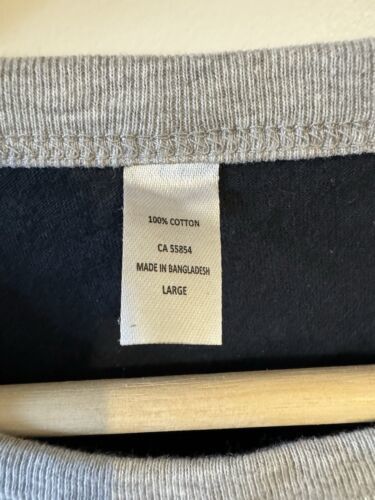 100% COTTON
CA 55854
MADE IN BANGLADESH
LARGE